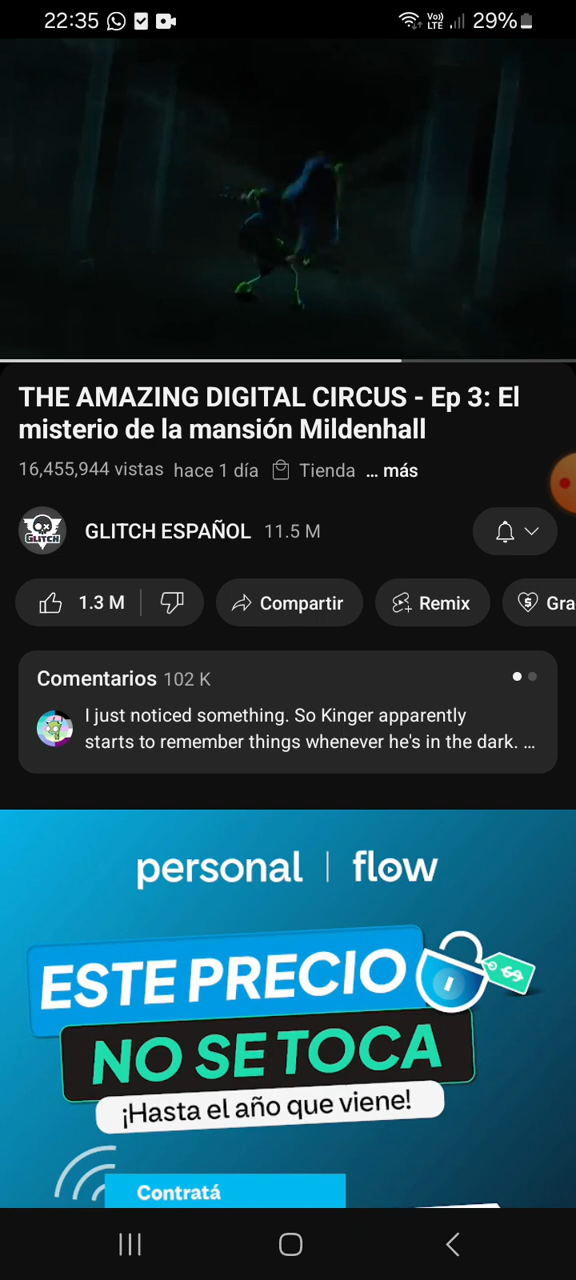 22:35 Vo)) LTE 29%
THE AMAZING DIGITAL CIRCUS - Ep 3: El
misterio de la mansión Mildenhall
16,455,944 vistas hace 1 día Tienda ... más
GLITCH
GLITCH ESPAÑOL 11.5 M
1.3 M Compartir Remix Gra
Comentarios 102 K
I just noticed something. So Kinger apparently
starts to remember things whenever he's in the dark. ...
personal | flow
ESTE PRECIO
NO SE TOCA
¡Hasta el año que viene!
Contratá